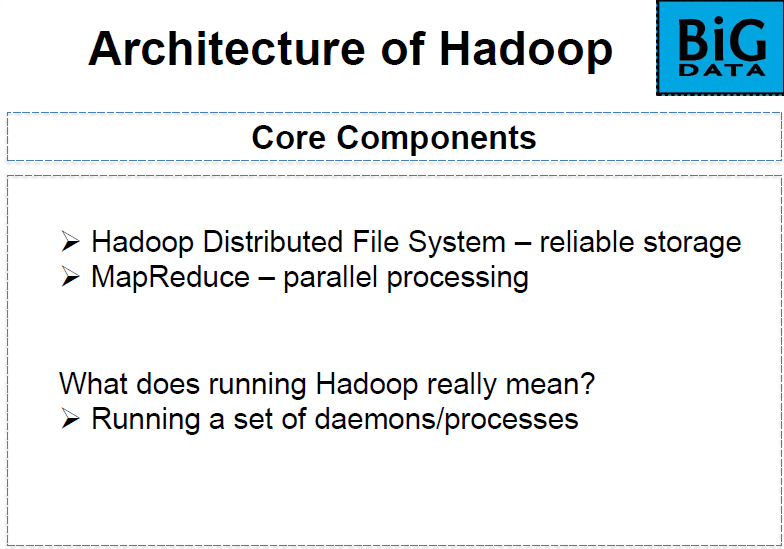 Architecture of Hadoop
BiG
DATA
Core Components
➢ Hadoop Distributed File System – reliable storage
➢ MapReduce – parallel processing
What does running Hadoop really mean?
➢ Running a set of daemons/processes